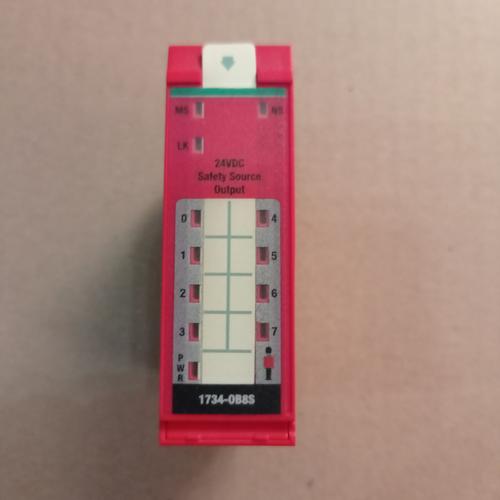 MS NS
LK
24VDC
Safety Source
Output
0 4
1 5
2 6
3 7
PWR
1734-OB8S